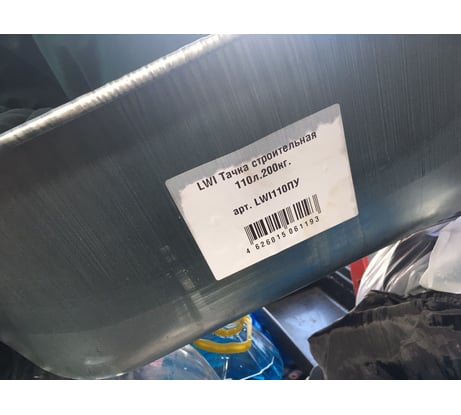 LWI Тачка строительная
110л.200кг.
арт. LWI110ПУ
4 626015 061193